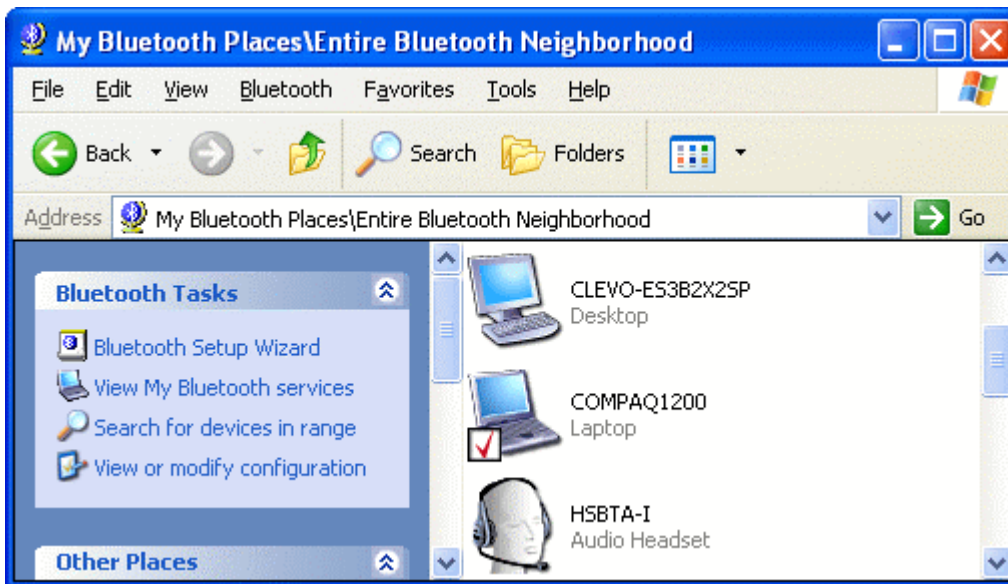 My Bluetooth Places\Entire Bluetooth Neighborhood
File Edit View Bluetooth Favorites Tools Help
Back Search Folders
Address My Bluetooth Places\Entire Bluetooth Neighborhood Go
Bluetooth Tasks
Bluetooth Setup Wizard
View My Bluetooth services
Search for devices in range
View or modify configuration
Other Places
CLEVO-ES3B2X2SP
Desktop
COMPAQ1200
Laptop
HSBTA-I
Audio Headset